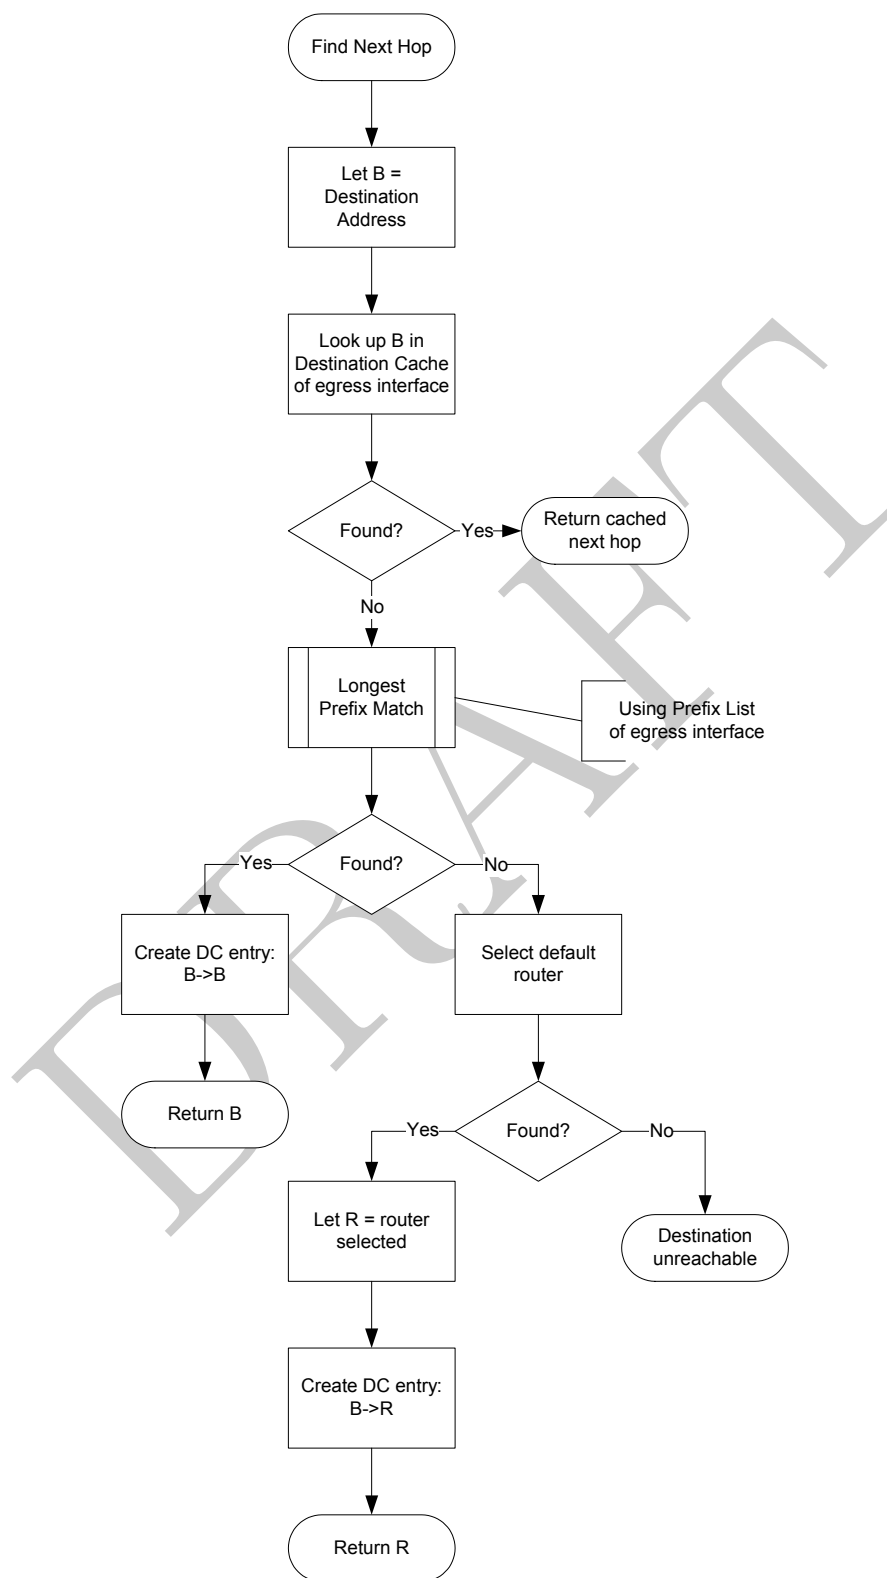 Find Next Hop
Let B =
Destination
Address
Look up B in
Destination Cache
of egress interface
Found?
Yes
Return cached
next hop
No
Longest
Prefix Match
Using Prefix List
of egress interface
Found?
Yes
No
Create DC entry:
B->B
Select default
router
Return B
Found?
Yes
No
Let R = router
selected
Destination
unreachable
Create DC entry:
B->R
Return R
DRAFT